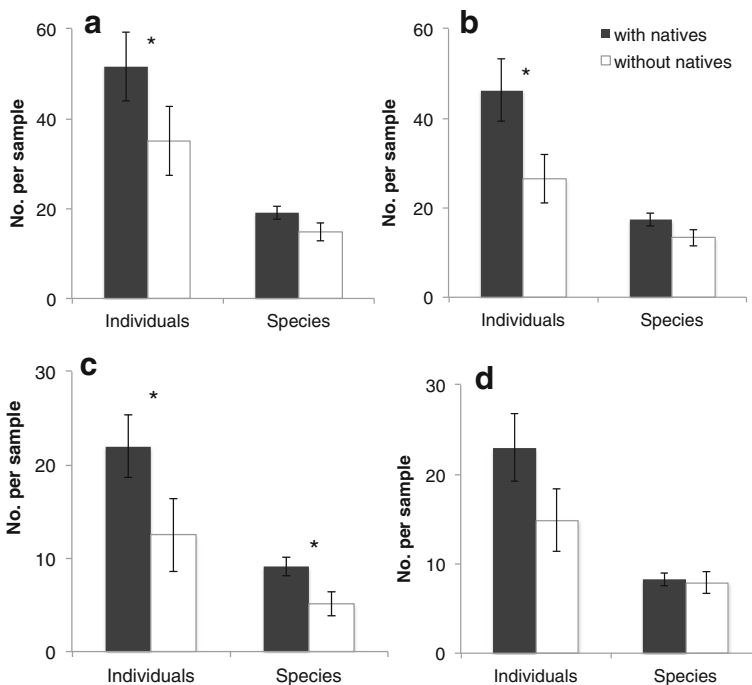 a
No. per sample
60
40
20
0
*
Individuals
Species
b
with natives
without natives
No. per sample
60
40
20
0
*
Individuals
Species
c
No. per sample
30
20
10
0
*
*
Individuals
Species
d
No. per sample
30
20
10
0
Individuals
Species